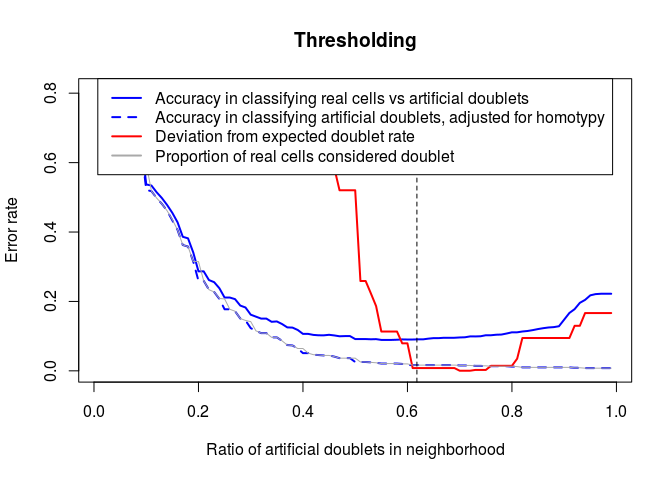 Thresholding
Accuracy in classifying real cells vs artificial doublets
Accuracy in classifying artificial doublets, adjusted for homotypy
Deviation from expected doublet rate
Proportion of real cells considered doublet
Error rate
0.8
0.6
0.4
0.2
0.0
0.0 0.2 0.4 0.6 0.8 1.0
Ratio of artificial doublets in neighborhood